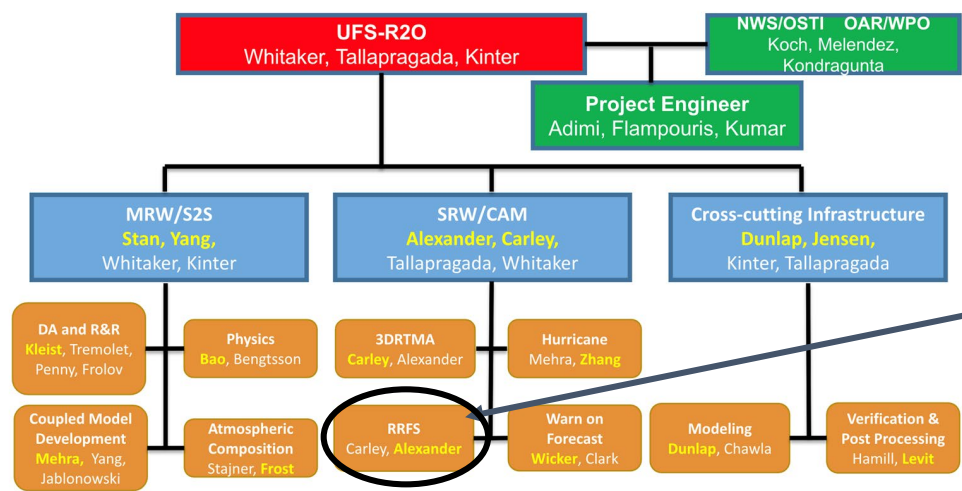 UFS-R2O
Whitaker, Tallapragada, Kinter
NWS/OSTI OAR/WPO
Koch, Melendez,
Kondragunta
Project Engineer
Adimi, Flampouris, Kumar
MRW/S2S
Stan, Yang,
Whitaker, Kinter
SRW/CAM
Alexander, Carley,
Tallapragada, Whitaker
Cross-cutting Infrastructure
Dunlap, Jensen,
Kinter, Tallapragada
DA and R&R
Kleist, Tremolet,
Penny, Frolov
Physics
Bao, Bengtsson
3DRTMA
Carley, Alexander
Hurricane
Mehra, Zhang
Coupled Model
Development
Mehra, Yang,
Jablonowski
Atmospheric
Composition
Stajner, Frost
RRFS
Carley, Alexander
Warn on
Forecast
Wicker, Clark
Modeling
Dunlap, Chawla
Verification &
Post Processing
Hamill, Levit